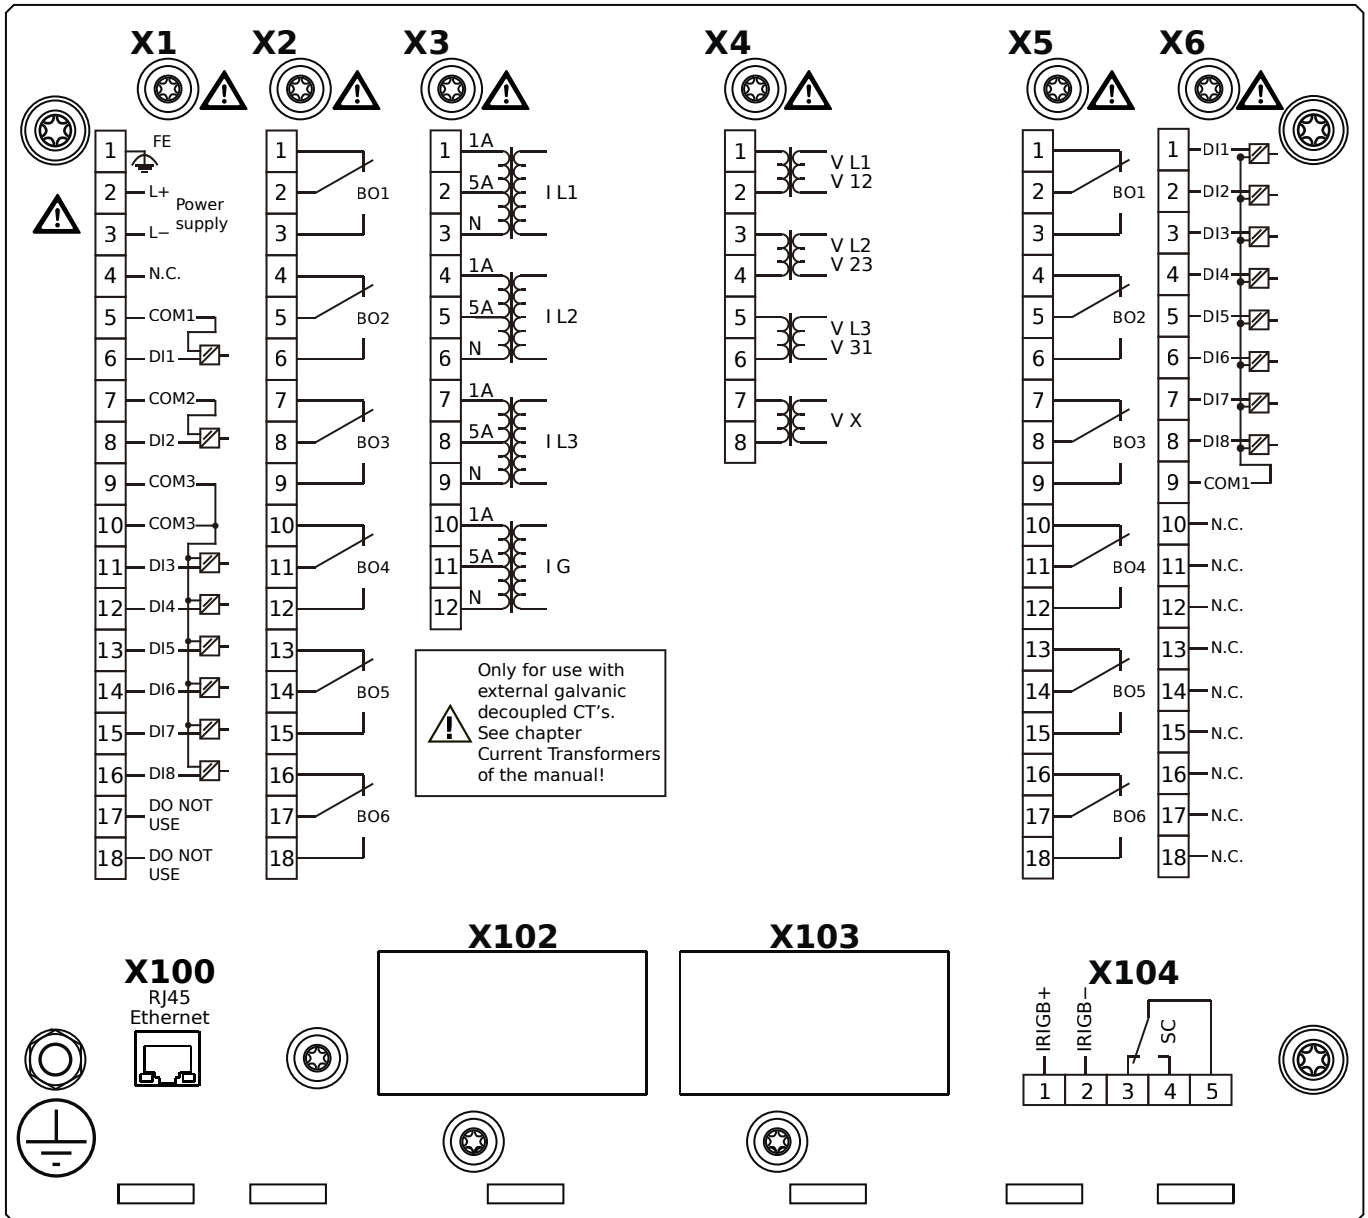 X1 X2 X3 X4 X5 X6
1 FE
2 L+
Power
supply
3 L−
4 N.C.
5 COM1
6 DI1
7 COM2
8 DI2
9 COM3
10 COM3
11 DI3
12 DI4
13 DI5
14 DI6
15 DI7
16 DI8
17 DO NOT
USE
18 DO NOT
USE
1
2 BO1
3
4
5 BO2
6
7
8 BO3
9
10
11 BO4
12
13
14 BO5
15
16
17 BO6
18
1 1A
2 5A I L1
3 N
4 1A
5 5A I L2
6 N
7 1A
8 5A I L3
9 N
10 1A
11 5A I G
12 N
Only for use with
external galvanic
decoupled CT's.
See chapter
Current Transformers
of the manual!
1 V L1
2 V 12
3 V L2
4 V 23
5 V L3
6 V 31
7 V X
8
1
2 BO1
3
4
5 BO2
6
7
8 BO3
9
10
11 BO4
12
13
14 BO5
15
16
17 BO6
18
1 DI1
2 DI2
3 DI3
4 DI4
5 DI5
6 DI6
7 DI7
8 DI8
9 COM1
10 N.C.
11 N.C.
12 N.C.
13 N.C.
14 N.C.
15 N.C.
16 N.C.
17 N.C.
18 N.C.
X100
RJ45
Ethernet
X102
X103
X104
IRIGB+
IRIGB−
SC
1 2 3 4 5